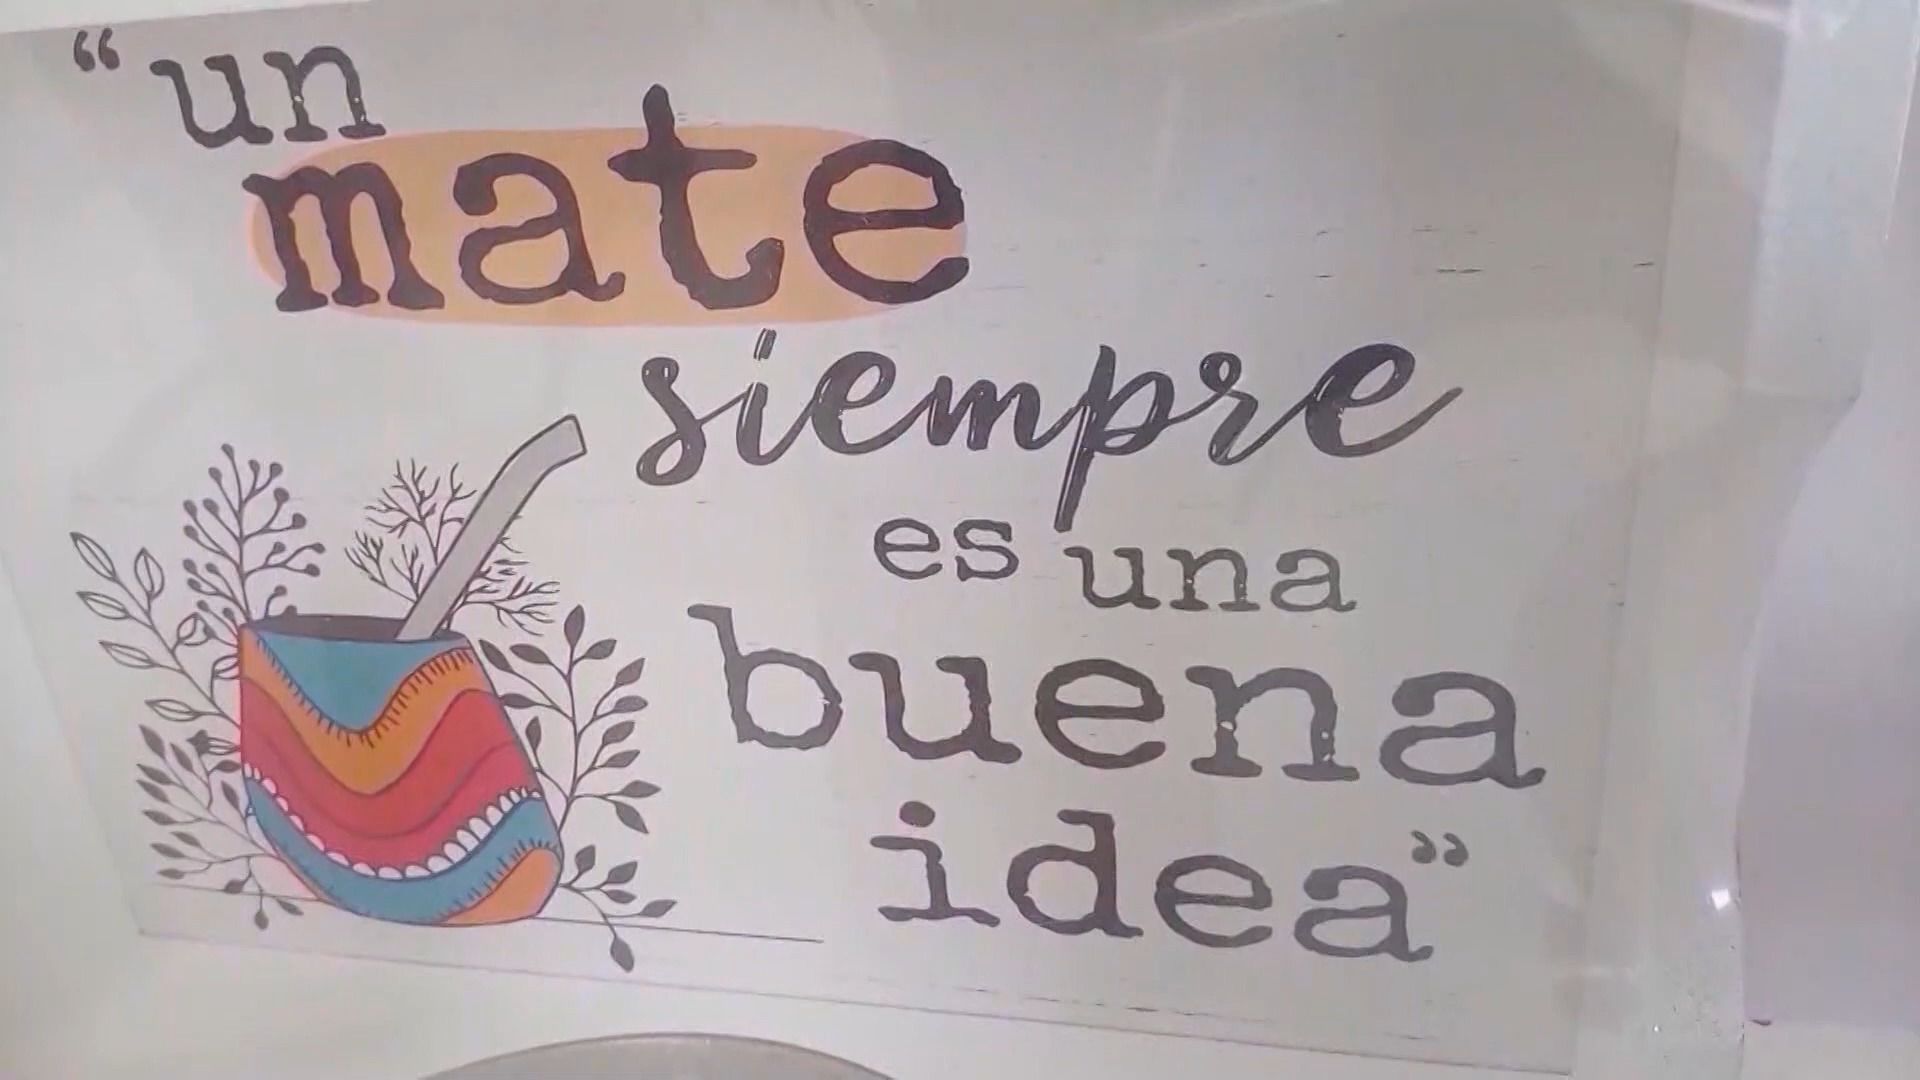 “un
mate
siempre
es una
buena
idea”